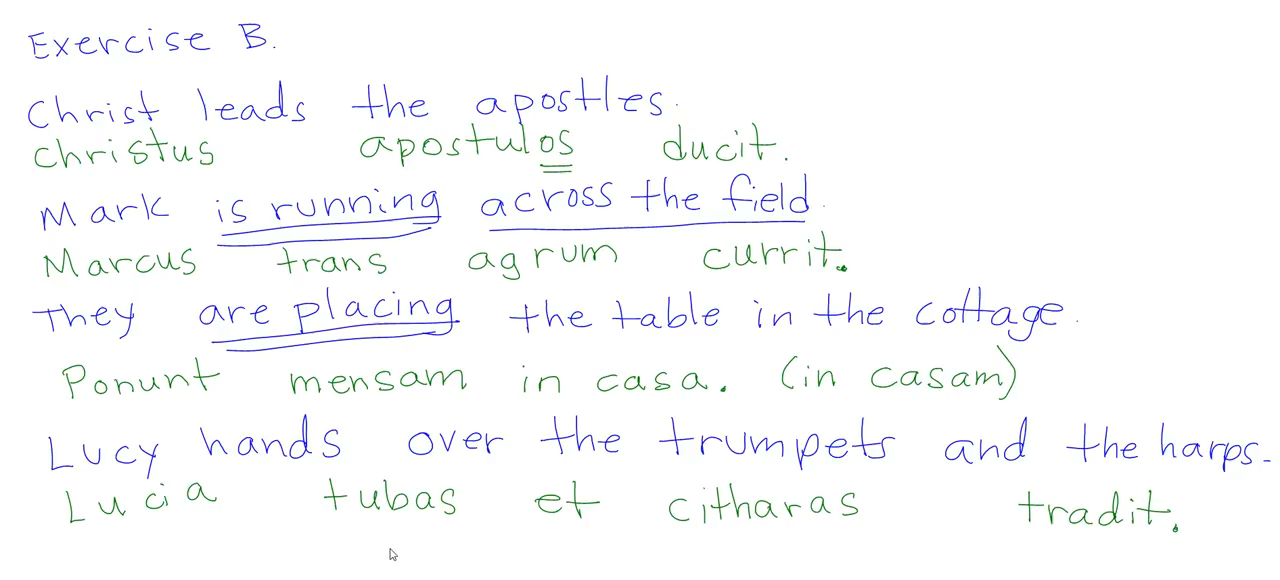 Exercise B.
Christ leads the apostles.
Christus apostulos ducit.
Mark is running across the field.
Marcus trans agrum currit.
They are placing the table in the cottage.
Ponunt mensam in casa. (in casam)
Lucy hands over the trumpets and the harps.
Lucia tubas et citharas tradit.